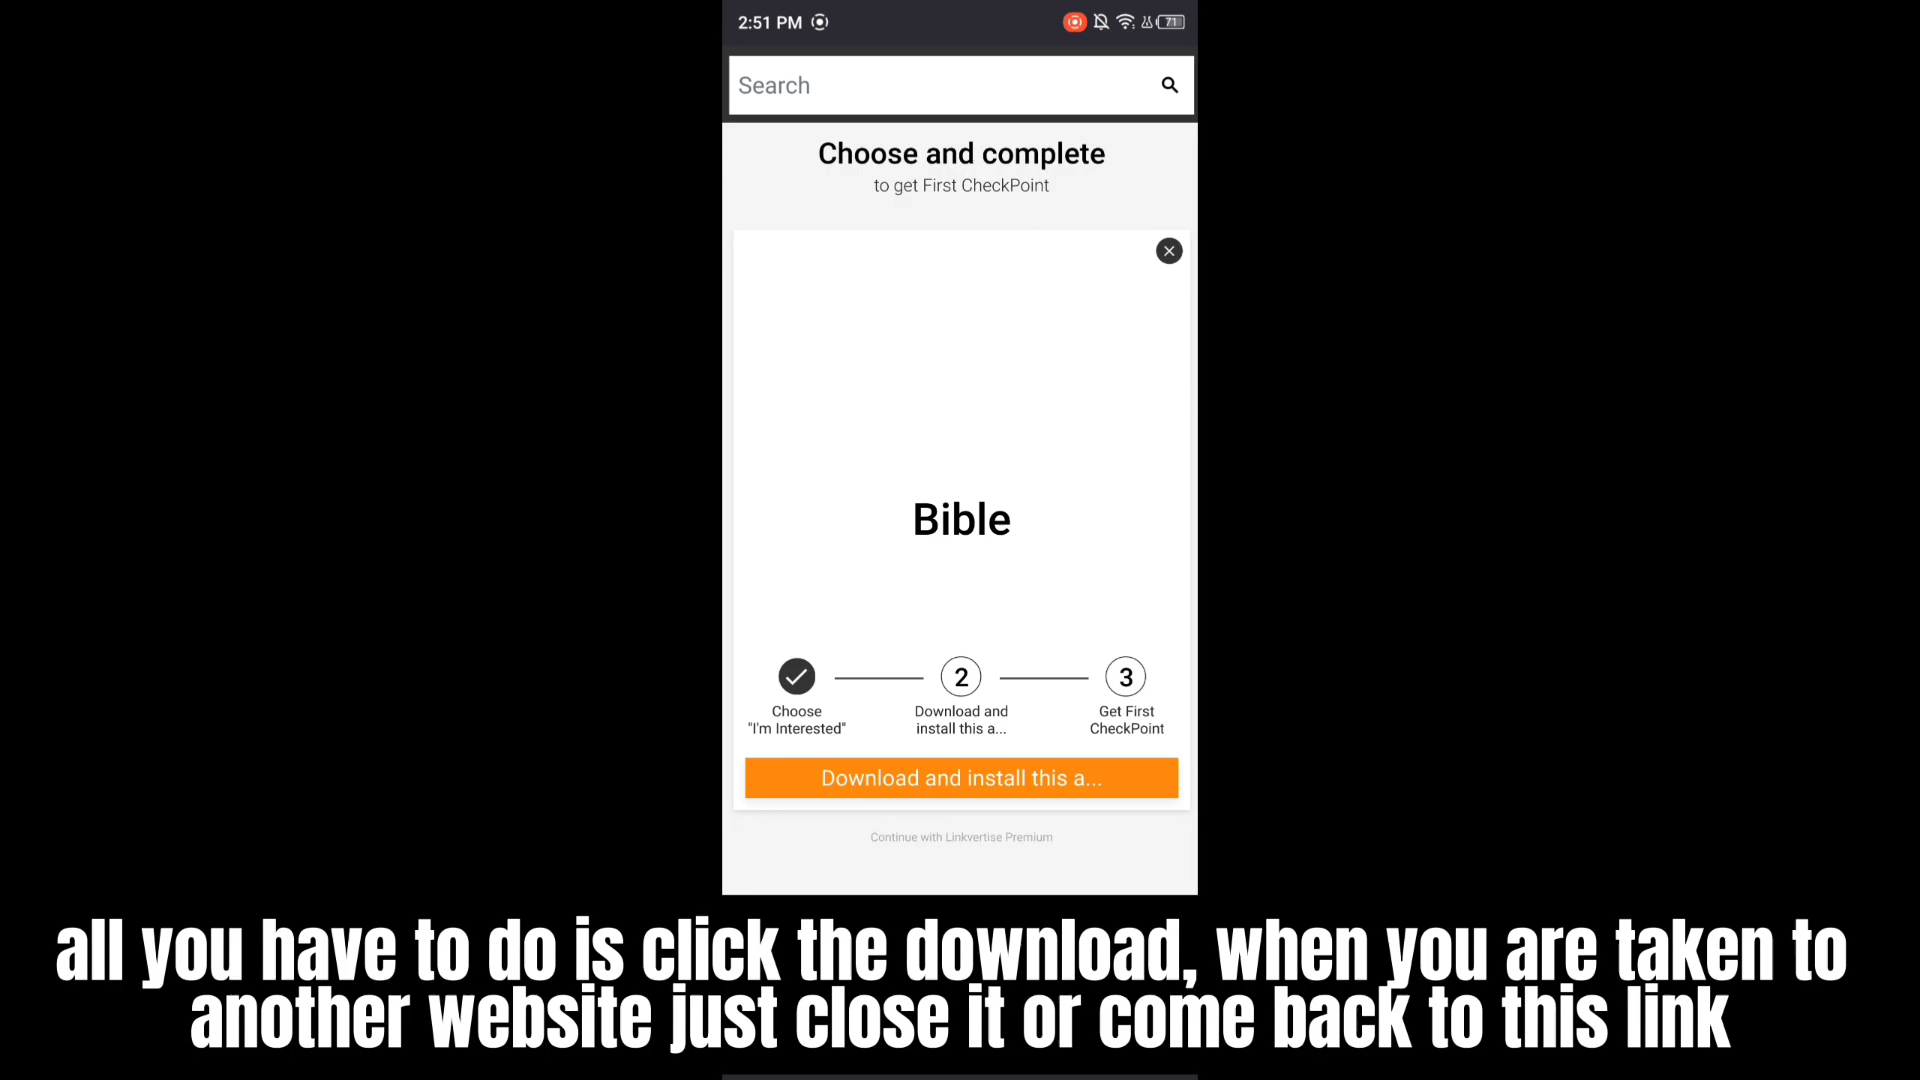 2:51 PM
71
Search
Choose and complete
to get First CheckPoint
Bible
2
3
Choose
"I'm Interested"
Download and
install this a...
Get First
CheckPoint
Download and install this a...
Continue with Linkvertise Premium
all you have to do is click the download, when you are taken to
another website just close it or come back to this link